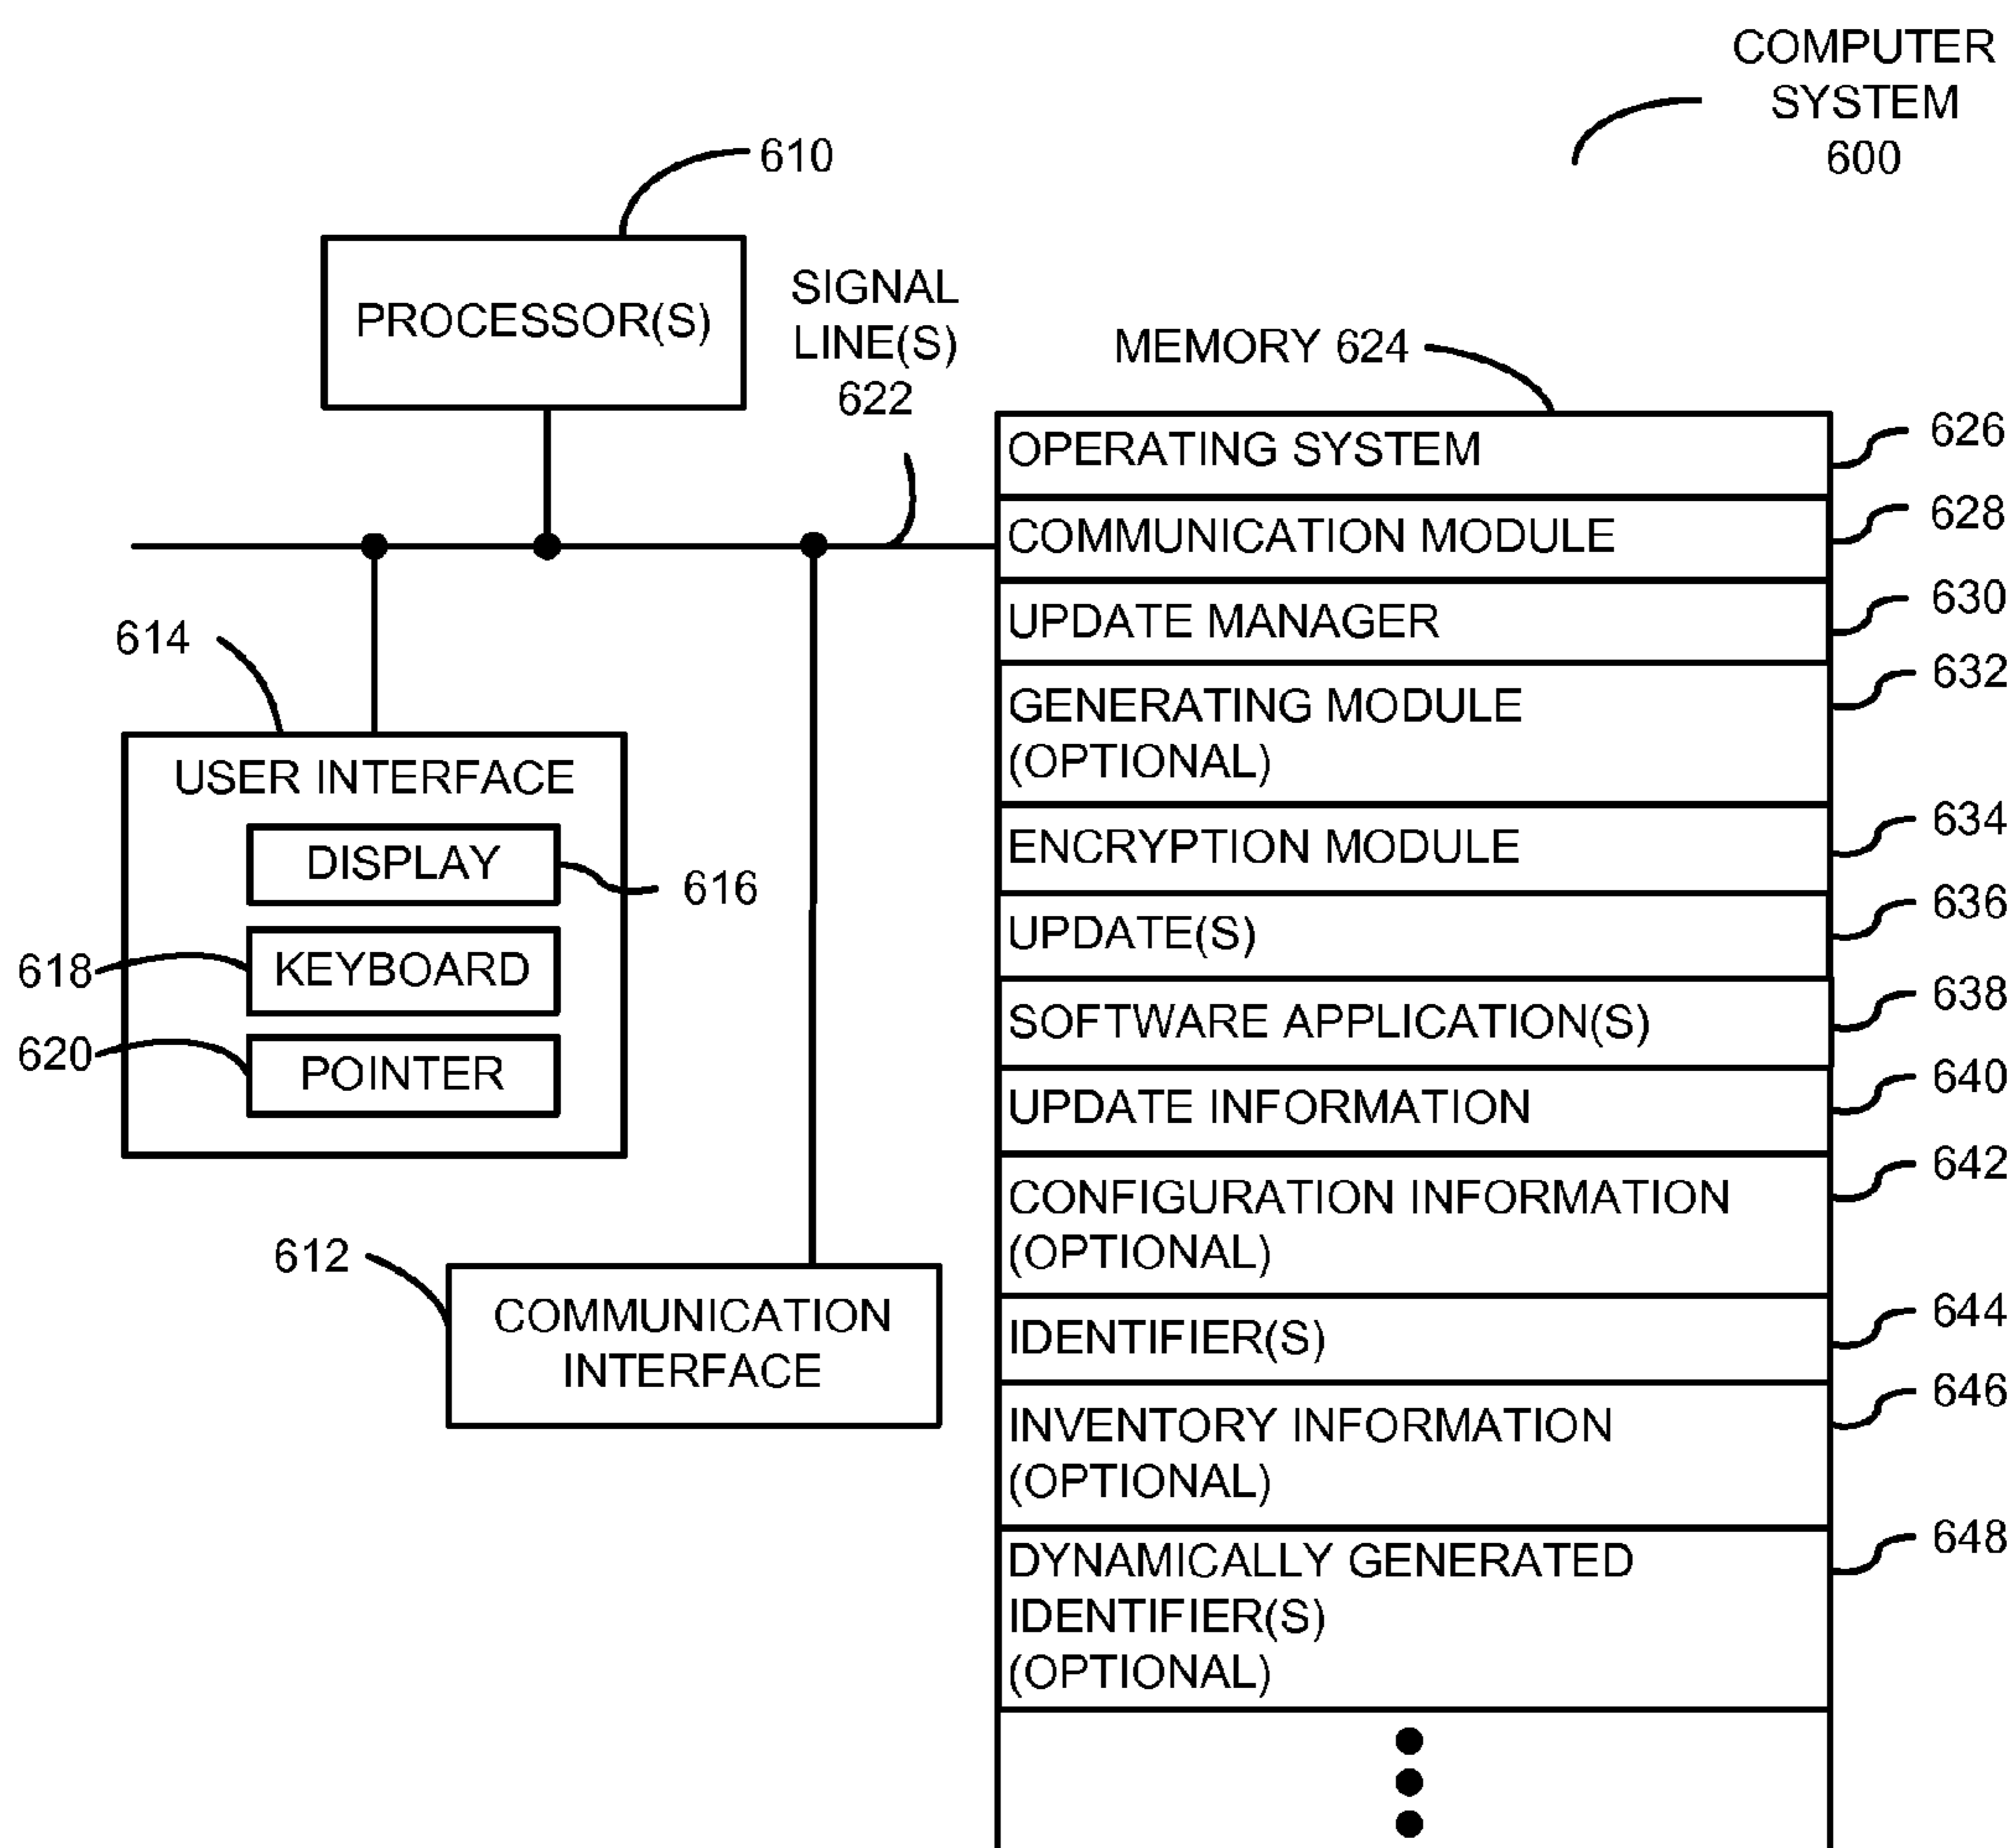 COMPUTER
SYSTEM
600
610
PROCESSOR(S)
SIGNAL
LINE(S)
622
MEMORY 624
OPERATING SYSTEM
626
COMMUNICATION MODULE
628
UPDATE MANAGER
630
GENERATING MODULE
(OPTIONAL)
632
ENCRYPTION MODULE
634
UPDATE(S)
636
SOFTWARE APPLICATION(S)
638
UPDATE INFORMATION
640
CONFIGURATION INFORMATION
(OPTIONAL)
642
IDENTIFIER(S)
644
INVENTORY INFORMATION
(OPTIONAL)
646
DYNAMICALLY GENERATED
IDENTIFIER(S)
(OPTIONAL)
648
614
USER INTERFACE
DISPLAY
616
618
KEYBOARD
620
POINTER
612
COMMUNICATION
INTERFACE